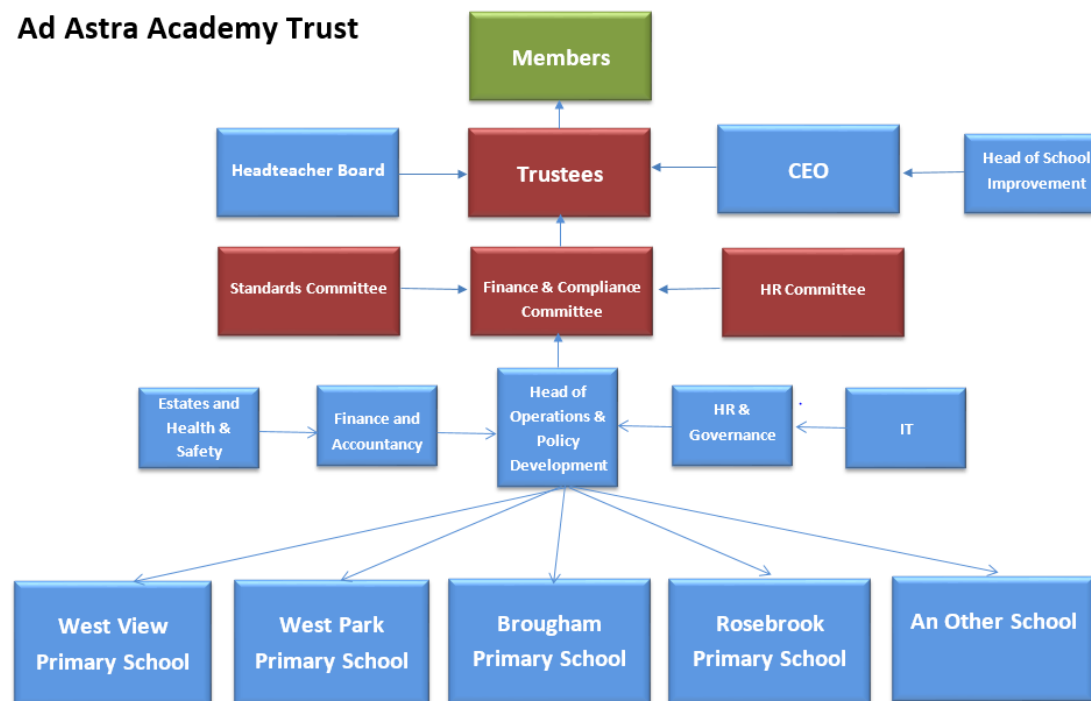 Ad Astra Academy Trust
Members
Headteacher Board
Trustees
CEO
Head of School
Improvement
Standards Committee
Finance & Compliance
Committee
HR Committee
Estates and
Health &
Safety
Finance and
Accountancy
Head of
Operations &
Policy
Development
HR &
Governance
IT
West View
Primary School
West Park
Primary School
Brougham
Primary School
Rosebrook
Primary School
An Other School